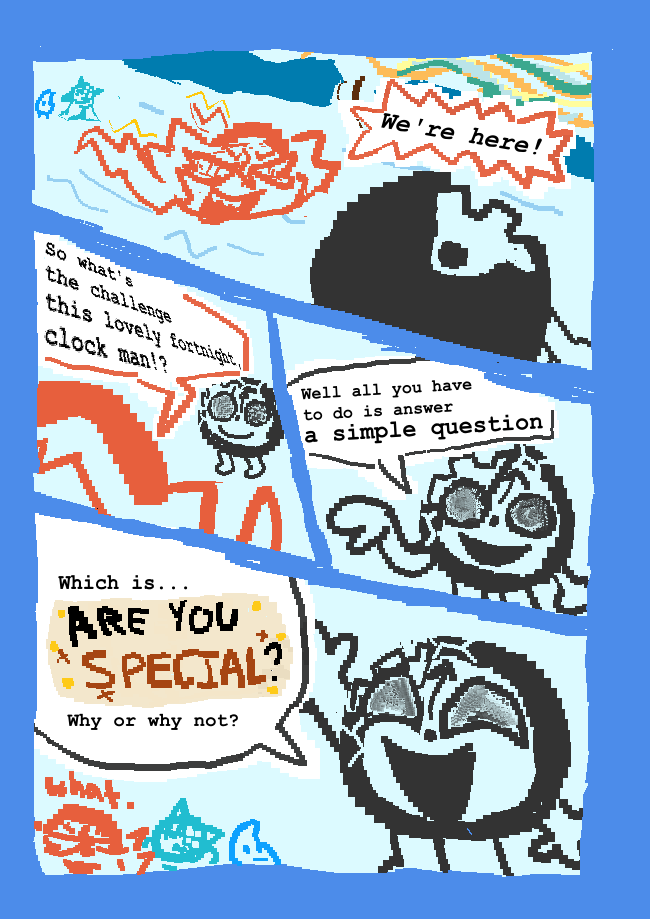 We're here!
So what's
the challenge
this lovely fortnight,
clock man!?
Well all you have
to do is answer
a simple question
Which is...
ARE YOU
SPECIAL?
Why or why not?
what.